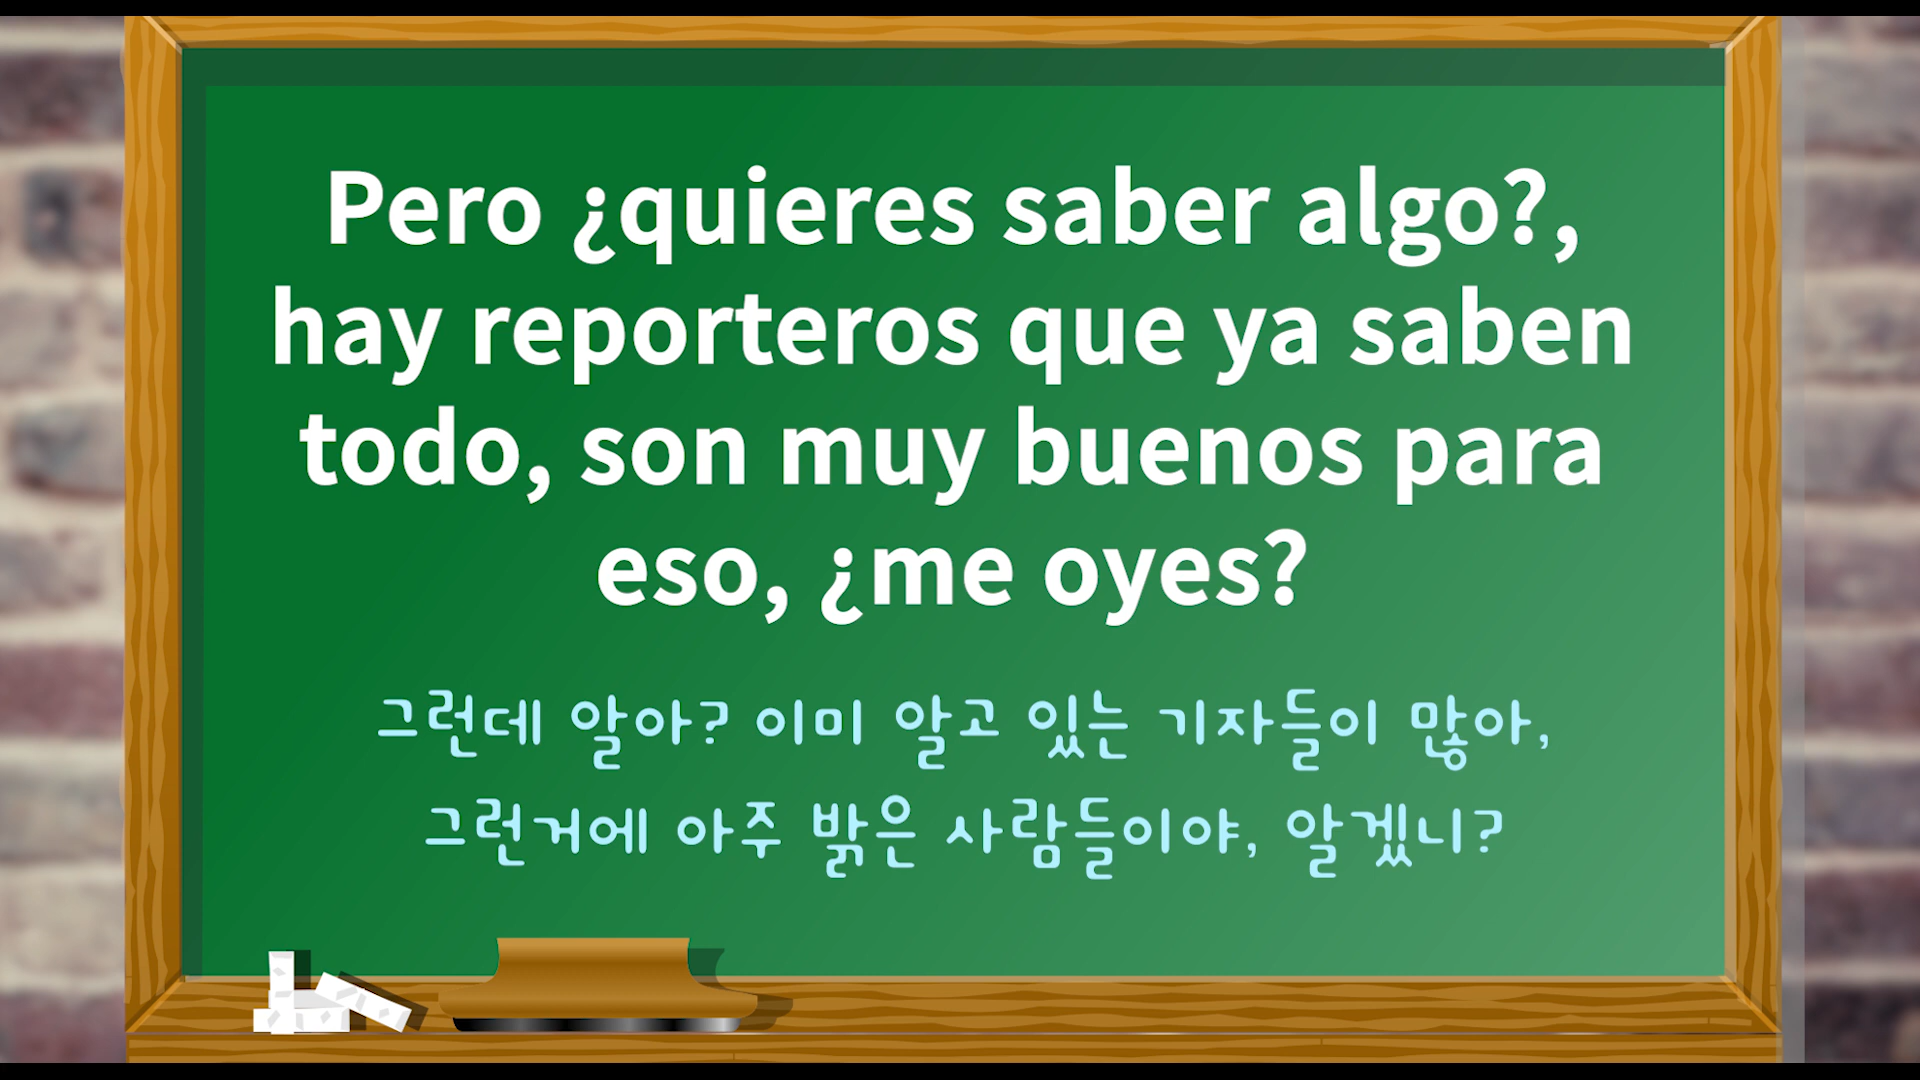 Pero ¿quieres saber algo?,
hay reporteros que ya saben
todo, son muy buenos para
eso, ¿me oyes?
그런데 알아? 이미 알고 있는 기자들이 많아,
그런거에 아주 밝은 사람들이야, 알겠니?